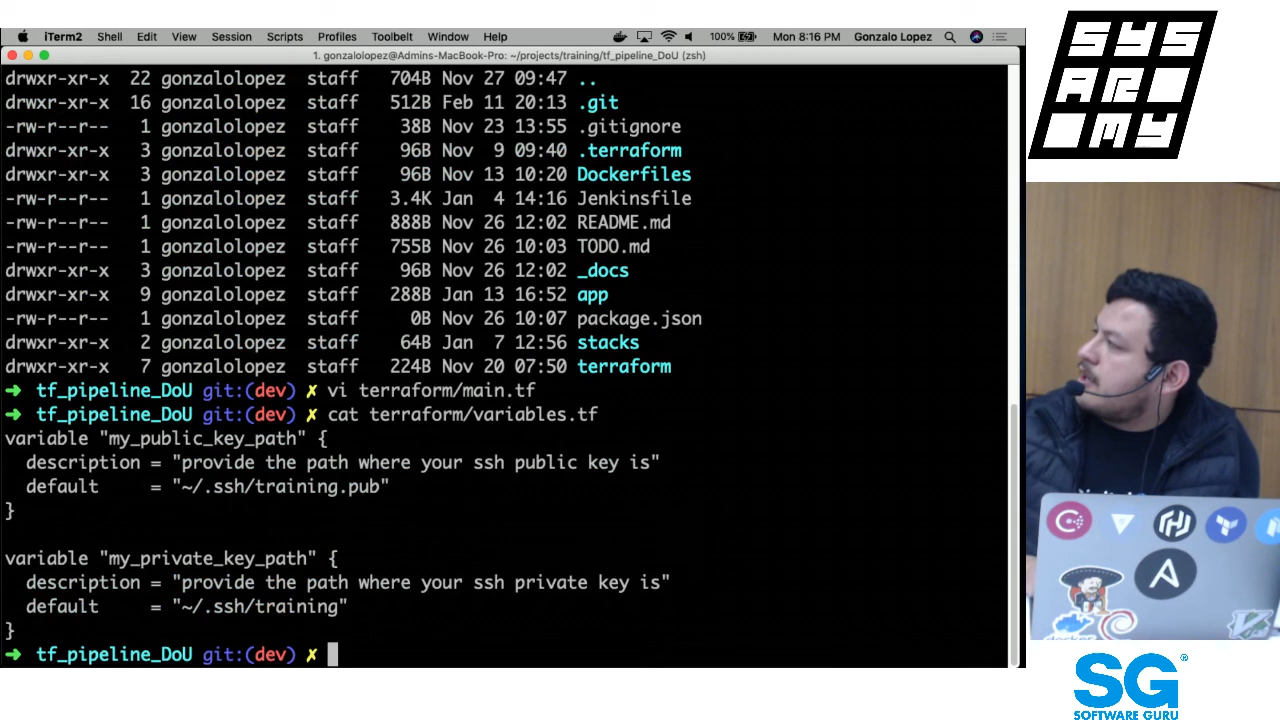 iTerm2 Shell Edit View Session Scripts Profiles Toolbelt Window Help 100% Mon 8:16 PM Gonzalo Lopez
1. gonzalolopez@Admins-MacBook-Pro: ~/projects/training/tf_pipeline_DoU (zsh)
drwxr-xr-x 22 gonzalolopez staff 704B Nov 27 09:47 ..
drwxr-xr-x 16 gonzalolopez staff 512B Feb 11 20:13 .git
-rw-r--r-- 1 gonzalolopez staff 38B Nov 23 13:55 .gitignore
drwxr-xr-x 3 gonzalolopez staff 96B Nov 9 09:40 .terraform
drwxr-xr-x 3 gonzalolopez staff 96B Nov 13 10:20 Dockerfiles
-rw-r--r-- 1 gonzalolopez staff 3.4K Jan 4 14:16 Jenkinsfile
-rw-r--r-- 1 gonzalolopez staff 888B Nov 26 12:02 README.md
-rw-r--r-- 1 gonzalolopez staff 755B Nov 26 10:03 TODO.md
drwxr-xr-x 3 gonzalolopez staff 96B Nov 26 12:02 _docs
drwxr-xr-x 9 gonzalolopez staff 288B Jan 13 16:52 app
-rw-r--r-- 1 gonzalolopez staff 0B Nov 26 10:07 package.json
drwxr-xr-x 2 gonzalolopez staff 64B Jan 7 12:56 stacks
drwxr-xr-x 7 gonzalolopez staff 224B Nov 20 07:50 terraform
➜ tf_pipeline_DoU git:(dev) ✗ vi terraform/main.tf
➜ tf_pipeline_DoU git:(dev) ✗ cat terraform/variables.tf
variable "my_public_key_path" {
description = "provide the path where your ssh public key is"
default = "~/.ssh/training.pub"
}
variable "my_private_key_path" {
description = "provide the path where your ssh private key is"
default = "~/.ssh/training"
}
➜ tf_pipeline_DoU git:(dev) ✗
SYS
AR
MY
docker
SG®
SOFTWARE GURU